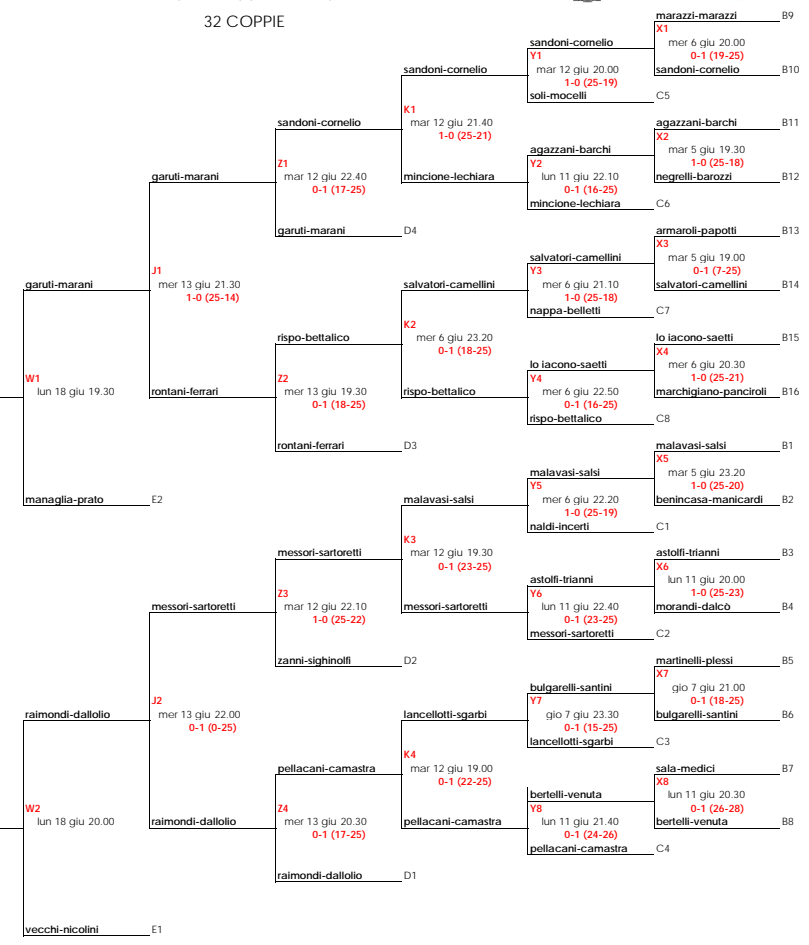 32 COPPIE
marazzi-marazzi B9
X1
sandoni-cornelio
mer 6 giu 20.00
Y1
0-1 (19-25)
sandoni-cornelio
mar 12 giu 20.00
sandoni-cornelio B10
1-0 (25-19)
soli-mocelli C5
K1
sandoni-cornelio
mar 12 giu 21.40
agazzani-barchi B11
1-0 (25-21)
X2
agazzani-barchi
mar 5 giu 19.30
Z1
Y2
1-0 (25-18)
garuti-marani
mar 12 giu 22.40
mincione-lechiara
lun 11 giu 22.10
negrelli-barozzi B12
0-1 (17-25)
0-1 (16-25)
mincione-lechiara C6
garuti-marani D4
armaroli-papotti B13
X3
salvatori-camellini
mar 5 giu 19.00
J1
Y3
0-1 (7-25)
garuti-marani
mer 13 giu 21.30
salvatori-camellini
mer 6 giu 21.10
salvatori-camellini B14
1-0 (25-14)
1-0 (25-18)
nappa-belletti C7
K2
rispo-bettalico
mer 6 giu 23.20
lo iacono-saetti B15
0-1 (18-25)
X4
lo iacono-saetti
mer 6 giu 20.30
W1
Z2
Y4
1-0 (25-21)
lun 18 giu 19.30
rontani-ferrari
mer 13 giu 19.30
rispo-bettalico
mer 6 giu 22.50
marchigiano-panciroli B16
0-1 (18-25)
0-1 (16-25)
rispo-bettalico C8
rontani-ferrari D3
malavasi-salsi B1
X5
malavasi-salsi
mar 5 giu 23.20
Y5
1-0 (25-20)
managlia-prato E2
malavasi-salsi
mer 6 giu 22.20
benincasa-manicardi B2
1-0 (25-19)
naldi-incerti C1
K3
messori-sartoretti
mar 12 giu 19.30
astolfi-trianni B3
0-1 (23-25)
X6
astolfi-trianni
lun 11 giu 20.00
Z3
Y6
1-0 (25-23)
messori-sartoretti
mar 12 giu 22.10
messori-sartoretti
lun 11 giu 22.40
morandi-dalcò B4
1-0 (25-22)
0-1 (23-25)
messori-sartoretti C2
zanni-sighinolfi D2
martinelli-plessi B5
X7
bulgarelli-santini
gio 7 giu 21.00
J2
Y7
0-1 (18-25)
raimondi-dallolio
mer 13 giu 22.00
lancellotti-sgarbi
gio 7 giu 23.30
bulgarelli-santini B6
0-1 (0-25)
0-1 (15-25)
lancellotti-sgarbi C3
K4
pellacani-camastra
mar 12 giu 19.00
sala-medici B7
0-1 (22-25)
X8
bertelli-venuta
lun 11 giu 20.30
W2
Z4
Y8
0-1 (26-28)
lun 18 giu 20.00
raimondi-dallolio
mer 13 giu 20.30
pellacani-camastra
lun 11 giu 21.40
bertelli-venuta B8
0-1 (17-25)
0-1 (24-26)
pellacani-camastra C4
raimondi-dallolio D1
vecchi-nicolini E1